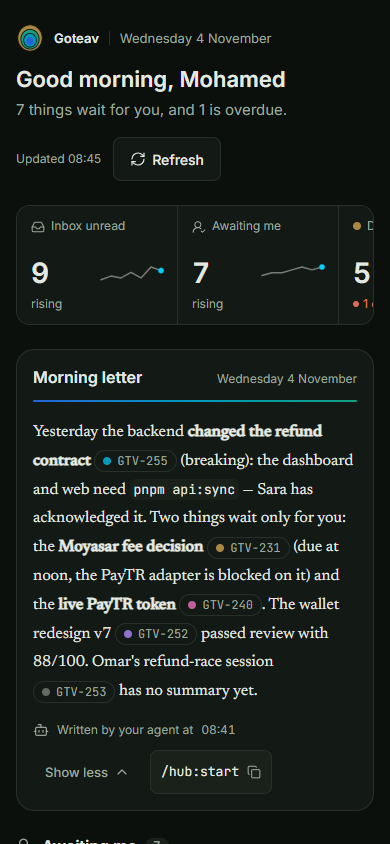 Goteav
Wednesday 4 November
Good morning, Mohamed
7 things wait for you, and 1 is overdue.
Updated 08:45
Refresh
Inbox unread
9
rising
Awaiting me
7
rising
D
5
1
Morning letter
Wednesday 4 November
Yesterday the backend changed the refund
contract GTV-255 (breaking): the dashboard
and web need pnpm api:sync — Sara has
acknowledged it. Two things wait only for you:
the Moyasar fee decision GTV-231 (due at
noon, the PayTR adapter is blocked on it) and
the live PayTR token GTV-240. The wallet
redesign v7 GTV-252 passed review with
88/100. Omar's refund-race session
GTV-253 has no summary yet.
Written by your agent at 08:41
Show less
/hub:start
Awaiting me 7